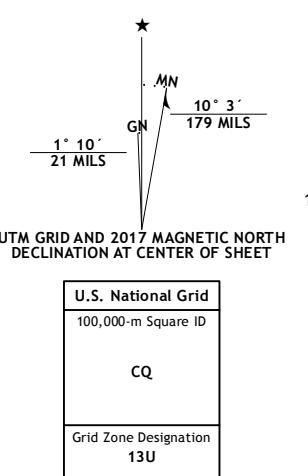 ★
MN
GN
10° 3´
179 MILS
1° 10´
21 MILS
UTM GRID AND 2017 MAGNETIC NORTH
DECLINATION AT CENTER OF SHEET
U.S. National Grid
100,000-m Square ID
CQ
Grid Zone Designation
13U